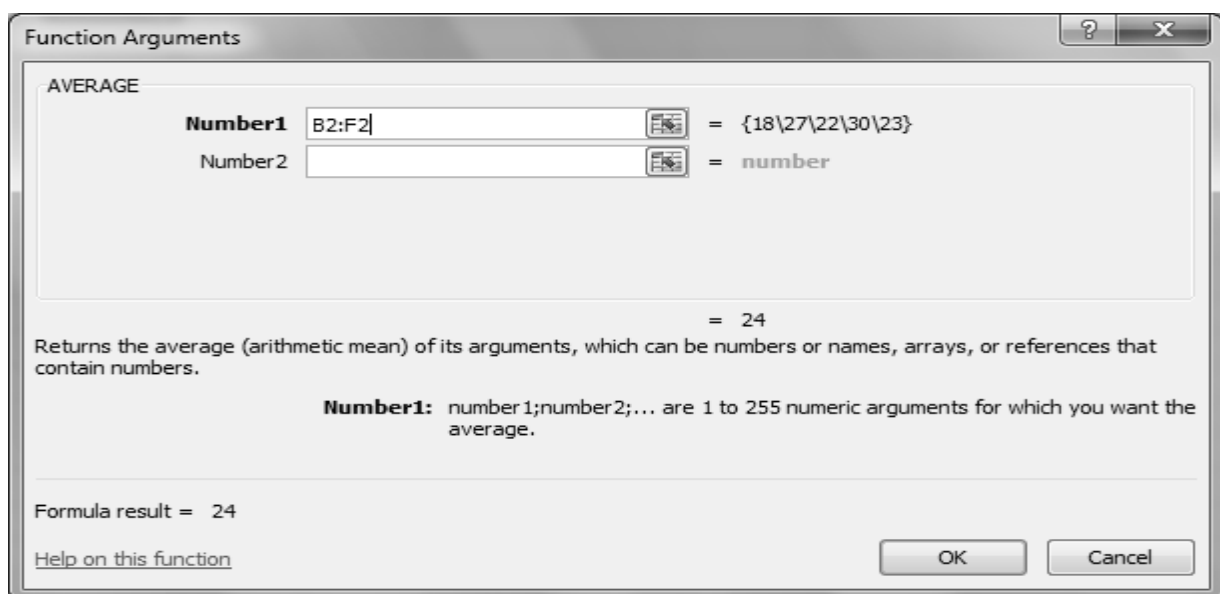 Function Arguments
? x
AVERAGE
Number1 B2:F2 = {18\27\22\30\23}
Number2 = number
= 24
Returns the average (arithmetic mean) of its arguments, which can be numbers or names, arrays, or references that
contain numbers.
Number1: number1;number2;... are 1 to 255 numeric arguments for which you want the
average.
Formula result = 24
Help on this function OK Cancel